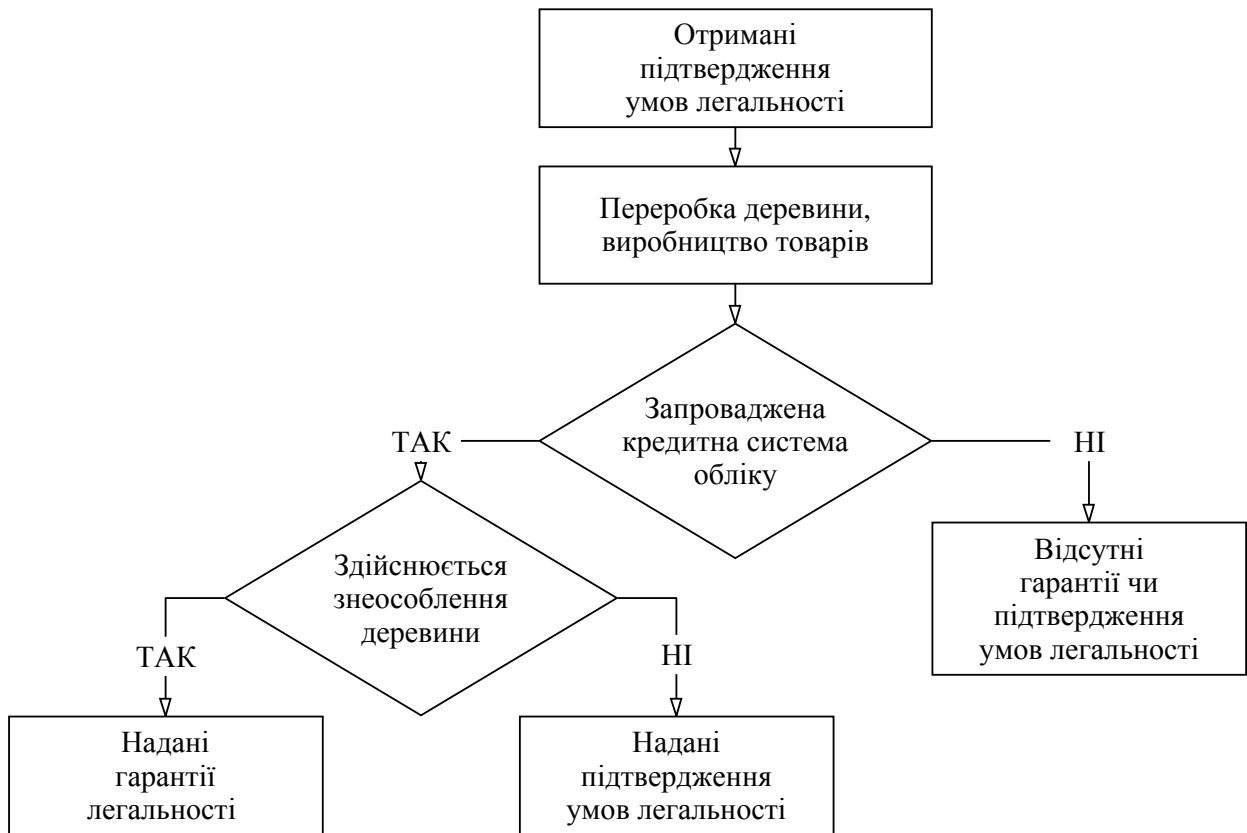 Отримані
підтвердження
умов легальності
Переробка деревини,
виробництво товарів
Запроваджена
кредитна система
обліку
ТАК
НІ
Здійснюється
знеособлення
деревини
Відсутні
гарантії чи
підтвердження
умов легальності
ТАК
НІ
Надані
гарантії
легальності
Надані
підтвердження
умов легальності